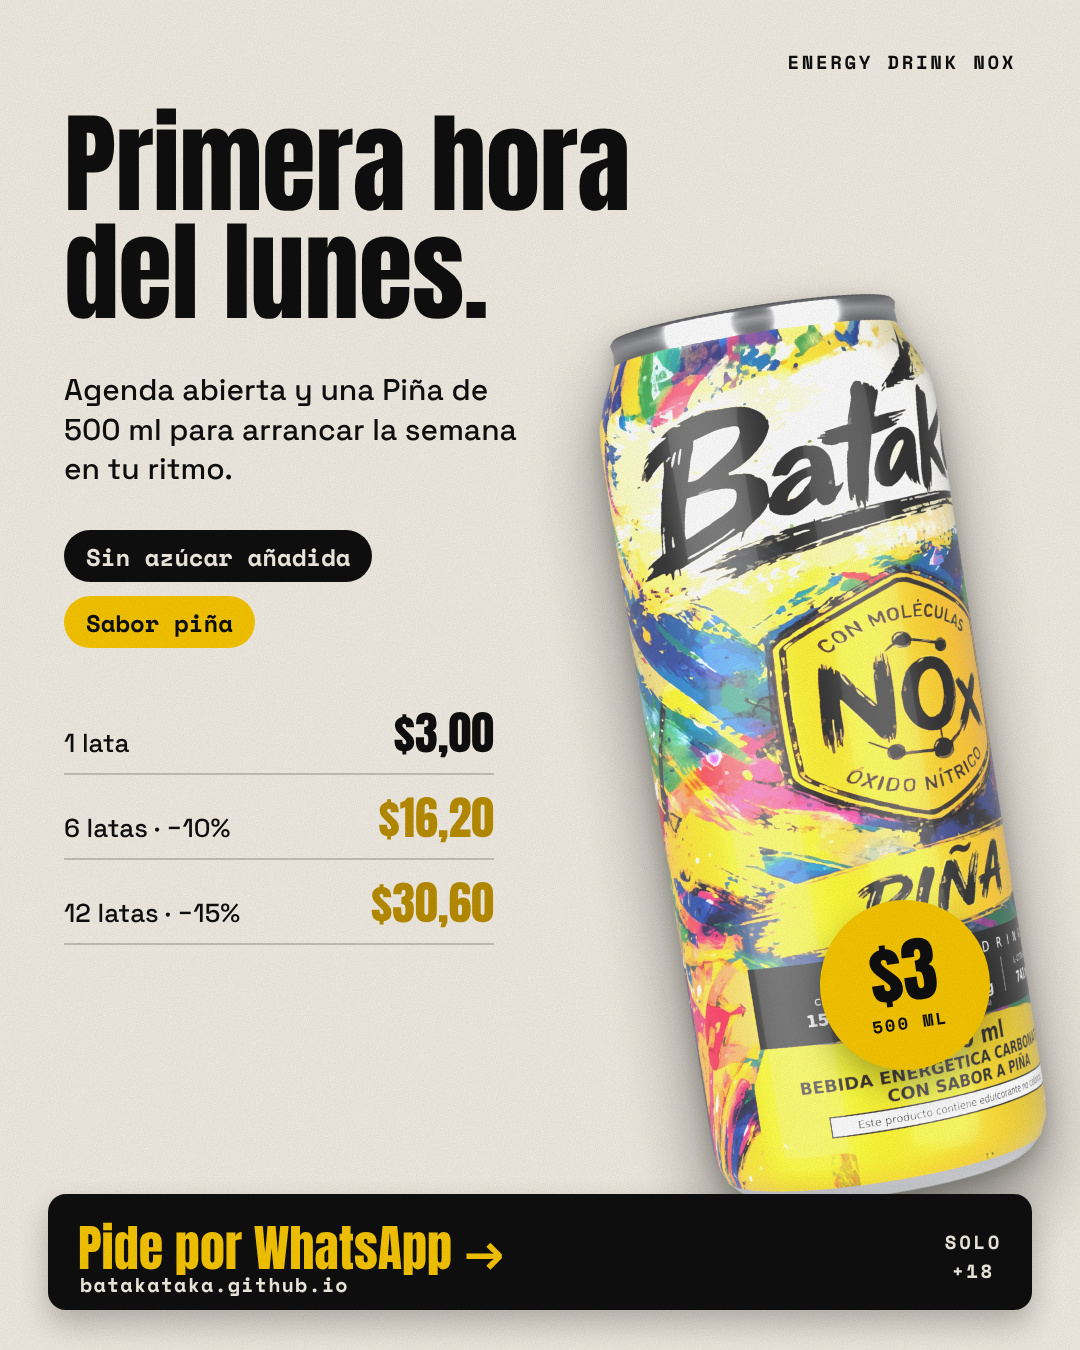 ENERGY DRINK NOX
Primera hora
del lunes.
Agenda abierta y una Piña de
500 ml para arrancar la semana
en tu ritmo.
Sin azúcar añadida
Sabor piña
1 lata $3,00
6 latas · −10% $16,20
12 latas · −15% $30,60
Baták
CON MOLÉCULAS
NOx
ÓXIDO NÍTRICO
PIÑA
$3
500 ML
ml
BEBIDA ENERGÉTICA CARBONAT
CON SABOR A PIÑA
Este producto contiene edulcorante no
Pide por WhatsApp →
batakataka.github.io
SOLO
+18